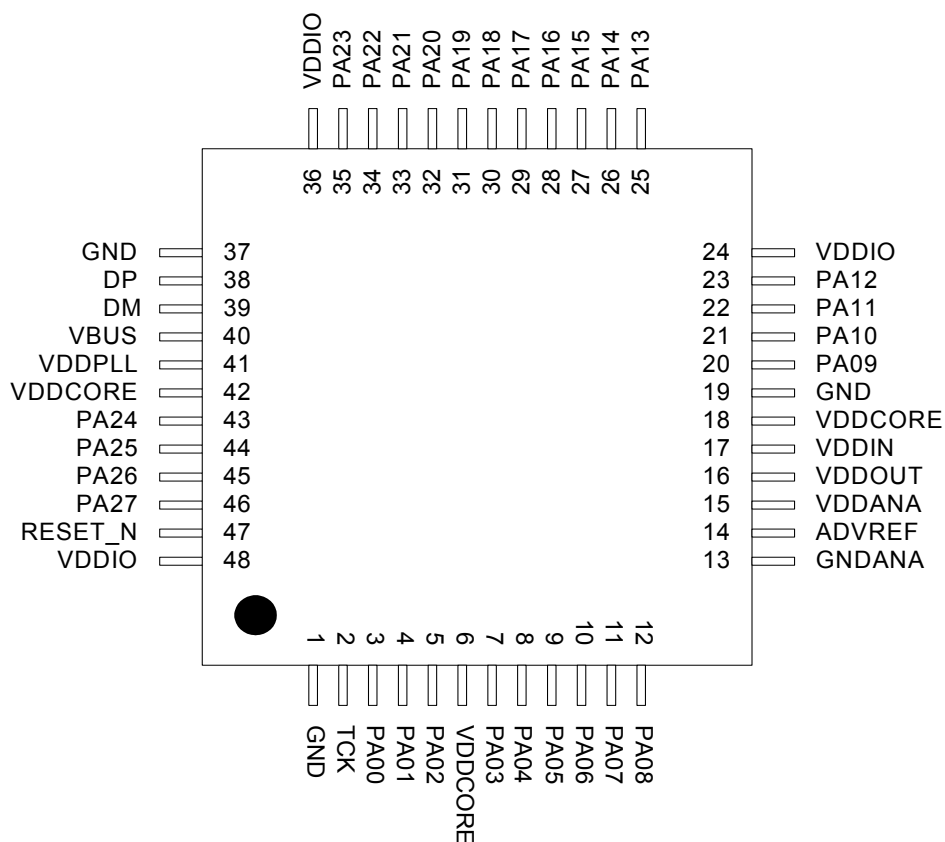 VDDIO PA23 PA22 PA21 PA20 PA19 PA18 PA17 PA16 PA15 PA14 PA13
36 35 34 33 32 31 30 29 28 27 26 25
GND 37 24 VDDIO
DP 38 23 PA12
DM 39 22 PA11
VBUS 40 21 PA10
VDDPLL 41 20 PA09
VDDCORE 42 19 GND
PA24 43 18 VDDCORE
PA25 44 17 VDDIN
PA26 45 16 VDDOUT
PA27 46 15 VDDANA
RESET_N 47 14 ADVREF
VDDIO 48 13 GNDANA
1 2 3 4 5 6 7 8 9 10 11 12
GND TCK PA00 PA01 PA02 VDDCORE PA03 PA04 PA05 PA06 PA07 PA08